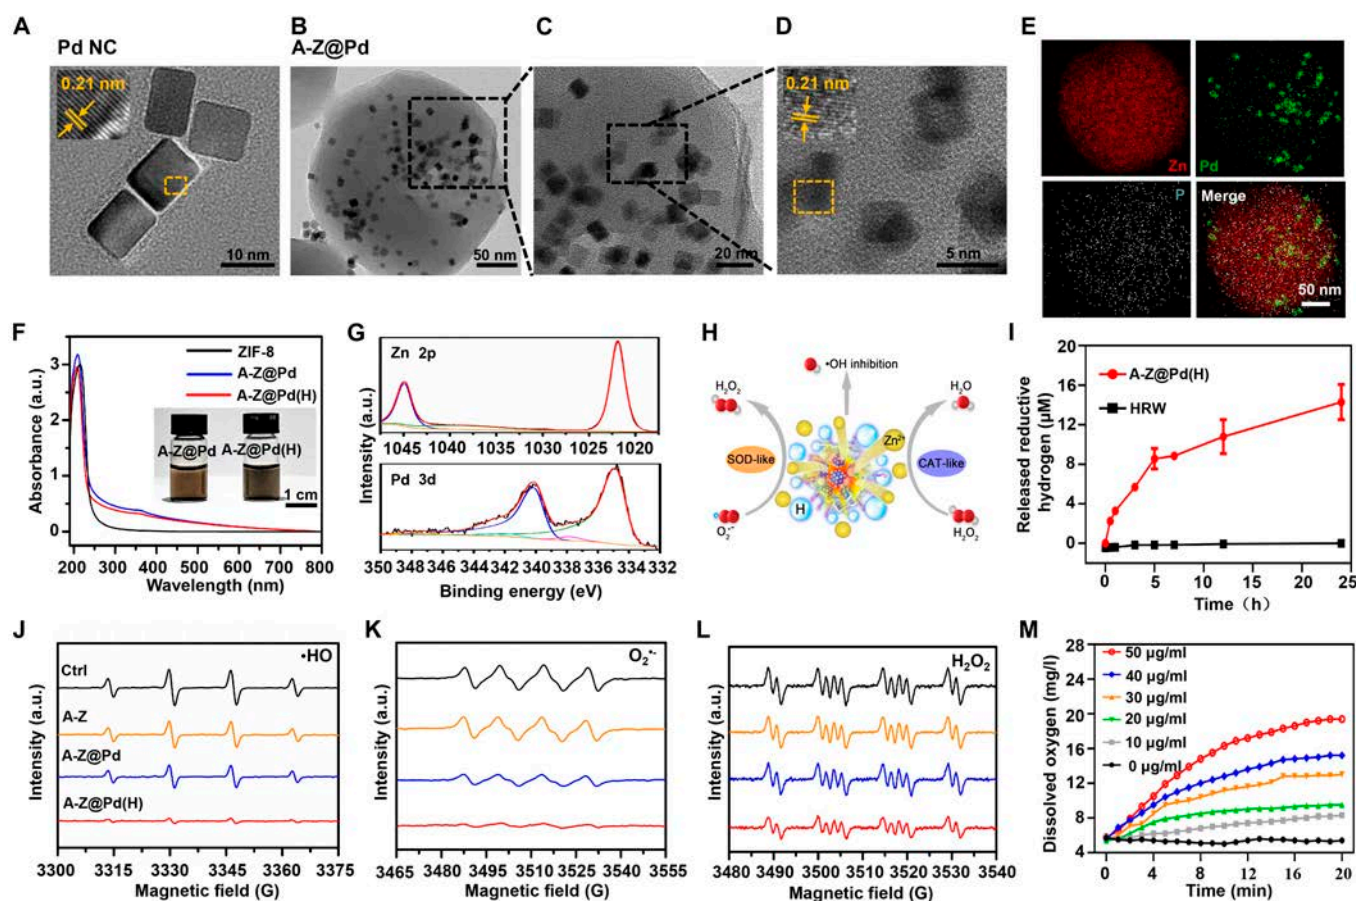 A Pd NC
0.21 nm
10 nm
B A-Z@Pd
50 nm
C
20 nm
D
0.21 nm
5 nm
E
Zn
Pd
P
Merge
50 nm
F
ZIF-8
A-Z@Pd
A-Z@Pd(H)
A-Z@Pd A-Z@Pd(H)
1 cm
Absorbance (a.u.)
3
2
1
0
200 300 400 500 600 700 800
Wavelength (nm)
G
Zn 2p
1045 1040 1035 1030 1025 1020
Pd 3d
Intensity (a.u.)
350 348 346 344 342 340 338 336 334 332
Binding energy (eV)
H
•OH inhibition
H₂O₂
H₂O
Zn²⁺
SOD-like
CAT-like
H
O₂•⁻
H₂O₂
I
A-Z@Pd(H)
HRW
Released reductive
hydrogen (μM)
20
16
12
8
4
0
0 5 10 15 20 25
Time（h）
J
•HO
Ctrl
A-Z
A-Z@Pd
A-Z@Pd(H)
Intensity (a.u.)
3300 3315 3330 3345 3360 3375
Magnetic field (G)
K
O₂•⁻
Intensity (a.u.)
3465 3480 3495 3510 3525 3540 3555
Magnetic field (G)
L
H₂O₂
Intensity (a.u.)
3480 3490 3500 3510 3520 3530 3540
Magnetic field (G)
M
50 μg/ml
40 μg/ml
30 μg/ml
20 μg/ml
10 μg/ml
0 μg/ml
Dissolved oxygen (mg/l)
28
24
20
16
12
8
4
0 4 8 12 16 20
Time (min)